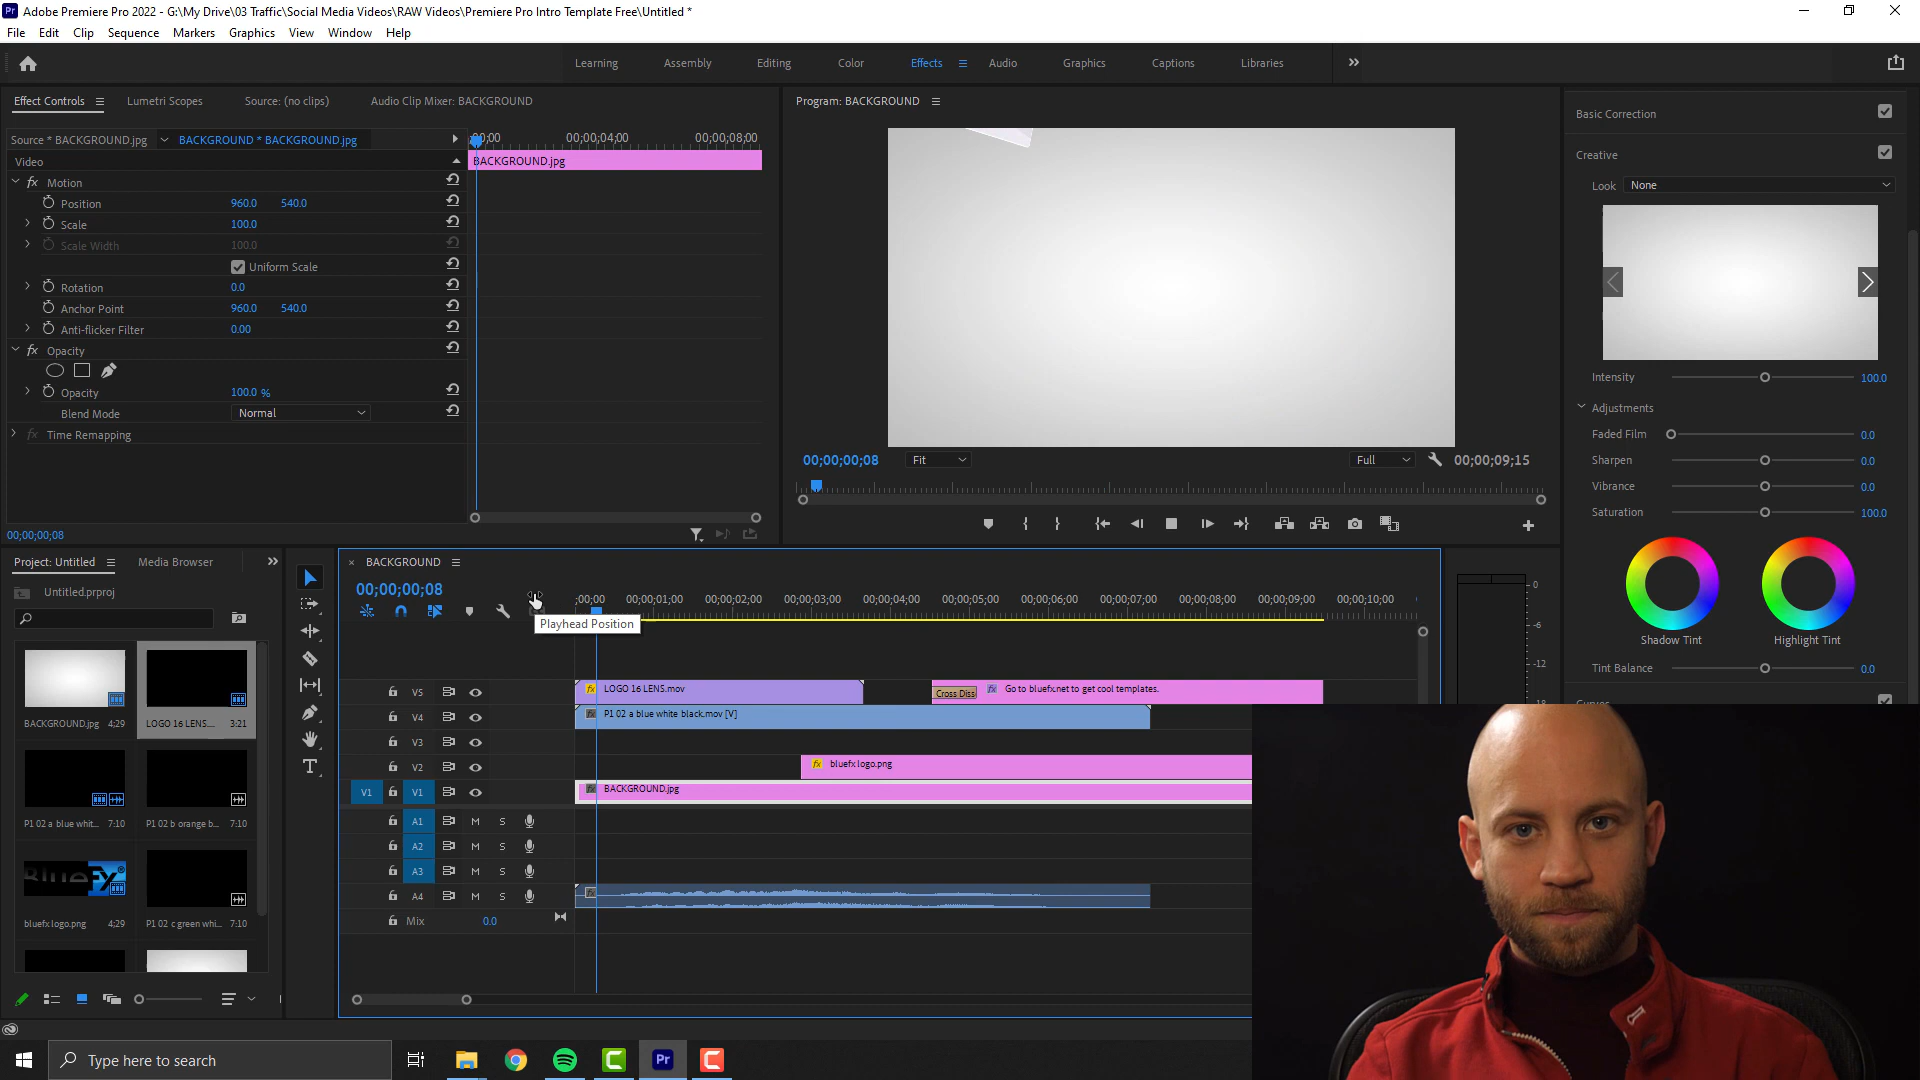 Adobe Premiere Pro 2022 - G:\My Drive\03 Traffic\Social Media Videos\RAW Videos\Premiere Pro Intro Template Free\Untitled *
File Edit Clip Sequence Markers Graphics View Window Help
Learning Assembly Editing Color Effects Audio Graphics Captions Libraries
Effect Controls Lumetri Scopes Source: (no clips) Audio Clip Mixer: BACKGROUND
Source * BACKGROUND.jpg BACKGROUND * BACKGROUND.jpg
;00;00 00;00;04;00 00;00;08;00
Video
BACKGROUND.jpg
fx Motion
Position 960.0 540.0
Scale 100.0
Scale Width 100.0
Uniform Scale
Rotation 0.0
Anchor Point 960.0 540.0
Anti-flicker Filter 0.00
fx Opacity
Opacity 100.0 %
Blend Mode Normal
fx Time Remapping
00;00;00;08
Program: BACKGROUND
00;00;00;08 Fit Full 00;00;09;15
Basic Correction
Creative
Look None
Intensity 100.0
Adjustments
Faded Film 0.0
Sharpen 0.0
Vibrance 0.0
Saturation 100.0
Shadow Tint Highlight Tint
Tint Balance 0.0
Project: Untitled Media Browser
Untitled.prproj
BACKGROUND.jpg 4;29 LOGO 16 LENS.... 3:21
P1 02 a blue whit... 7:10 P1 02 b orange b... 7:10
bluefx logo.png 4;29 P1 02 c green whi... 7:10
BACKGROUND
00;00;00;08
;00;00 00;00;01;00 00;00;02;00 00;00;03;00 00;00;04;00 00;00;05;00 00;00;06;00 00;00;07;00 00;00;08;00 00;00;09;00 00;00;10;00
Playhead Position
V5 fx LOGO 16 LENS.mov Cross Diss fx Go to bluefx.net to get cool templates.
V4 fx P1 02 a blue white black.mov [V]
V3
V2 fx bluefx logo.png
V1 V1 fx BACKGROUND.jpg
A1 M S
A2 M S
A3 M S
A4 M S fx
Mix 0.0
0
-6
-12
-18
Type here to search
Pr